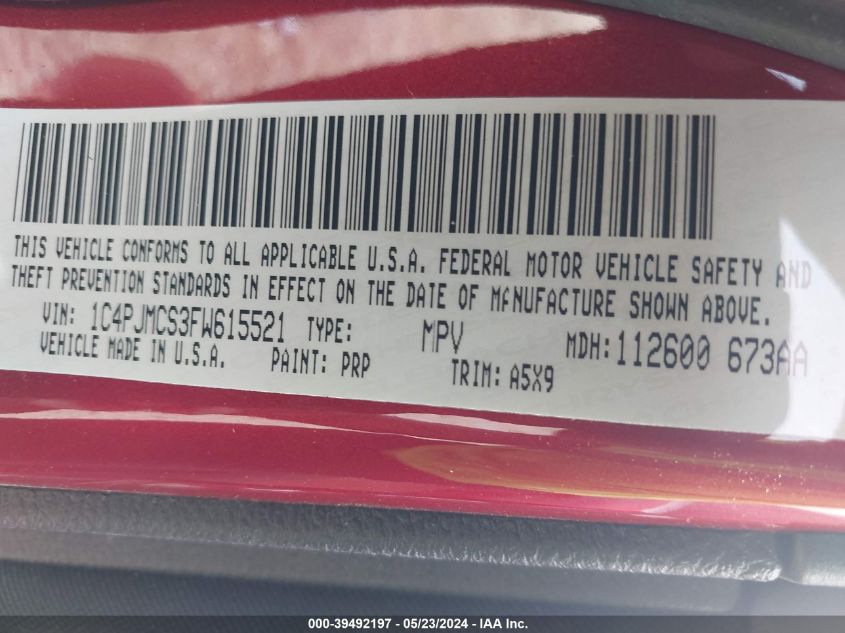 THIS VEHICLE CONFORMS TO ALL APPLICABLE U.S.A. FEDERAL MOTOR VEHICLE SAFETY AND
THEFT PREVENTION STANDARDS IN EFFECT ON THE DATE OF MANUFACTURE SHOWN ABOVE.
VIN: 1C4PJMCS3FW615521 TYPE: MPV MDH: 112600 673AA
VEHICLE MADE IN U.S.A. PAINT: PRP TRIM: A5X9
000-39492197 - 05/23/2024 - IAA Inc.